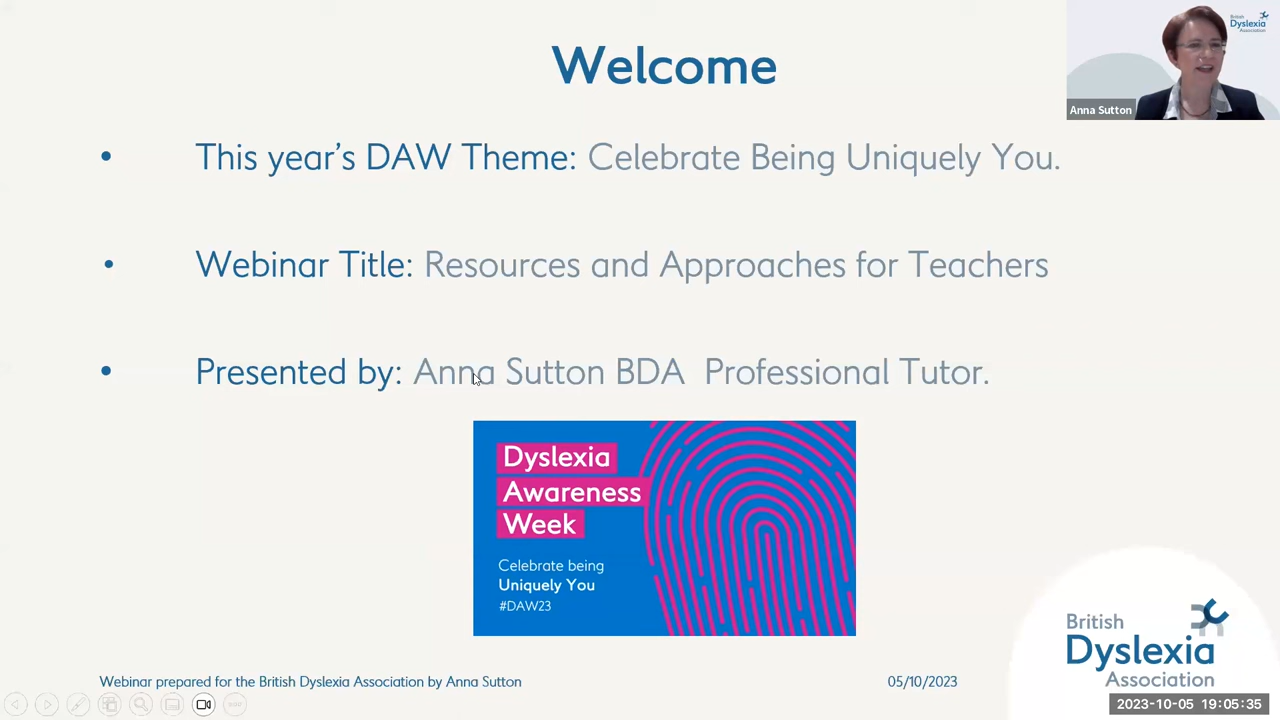 Welcome
British
Dyslexia
Association
Anna Sutton
• This year's DAW Theme: Celebrate Being Uniquely You.
• Webinar Title: Resources and Approaches for Teachers
• Presented by: Anna Sutton BDA Professional Tutor.
Dyslexia
Awareness
Week
Celebrate being
Uniquely You
#DAW23
British
Dyslexia
Association
Webinar prepared for the British Dyslexia Association by Anna Sutton
05/10/2023
2023-10-05 19:05:35